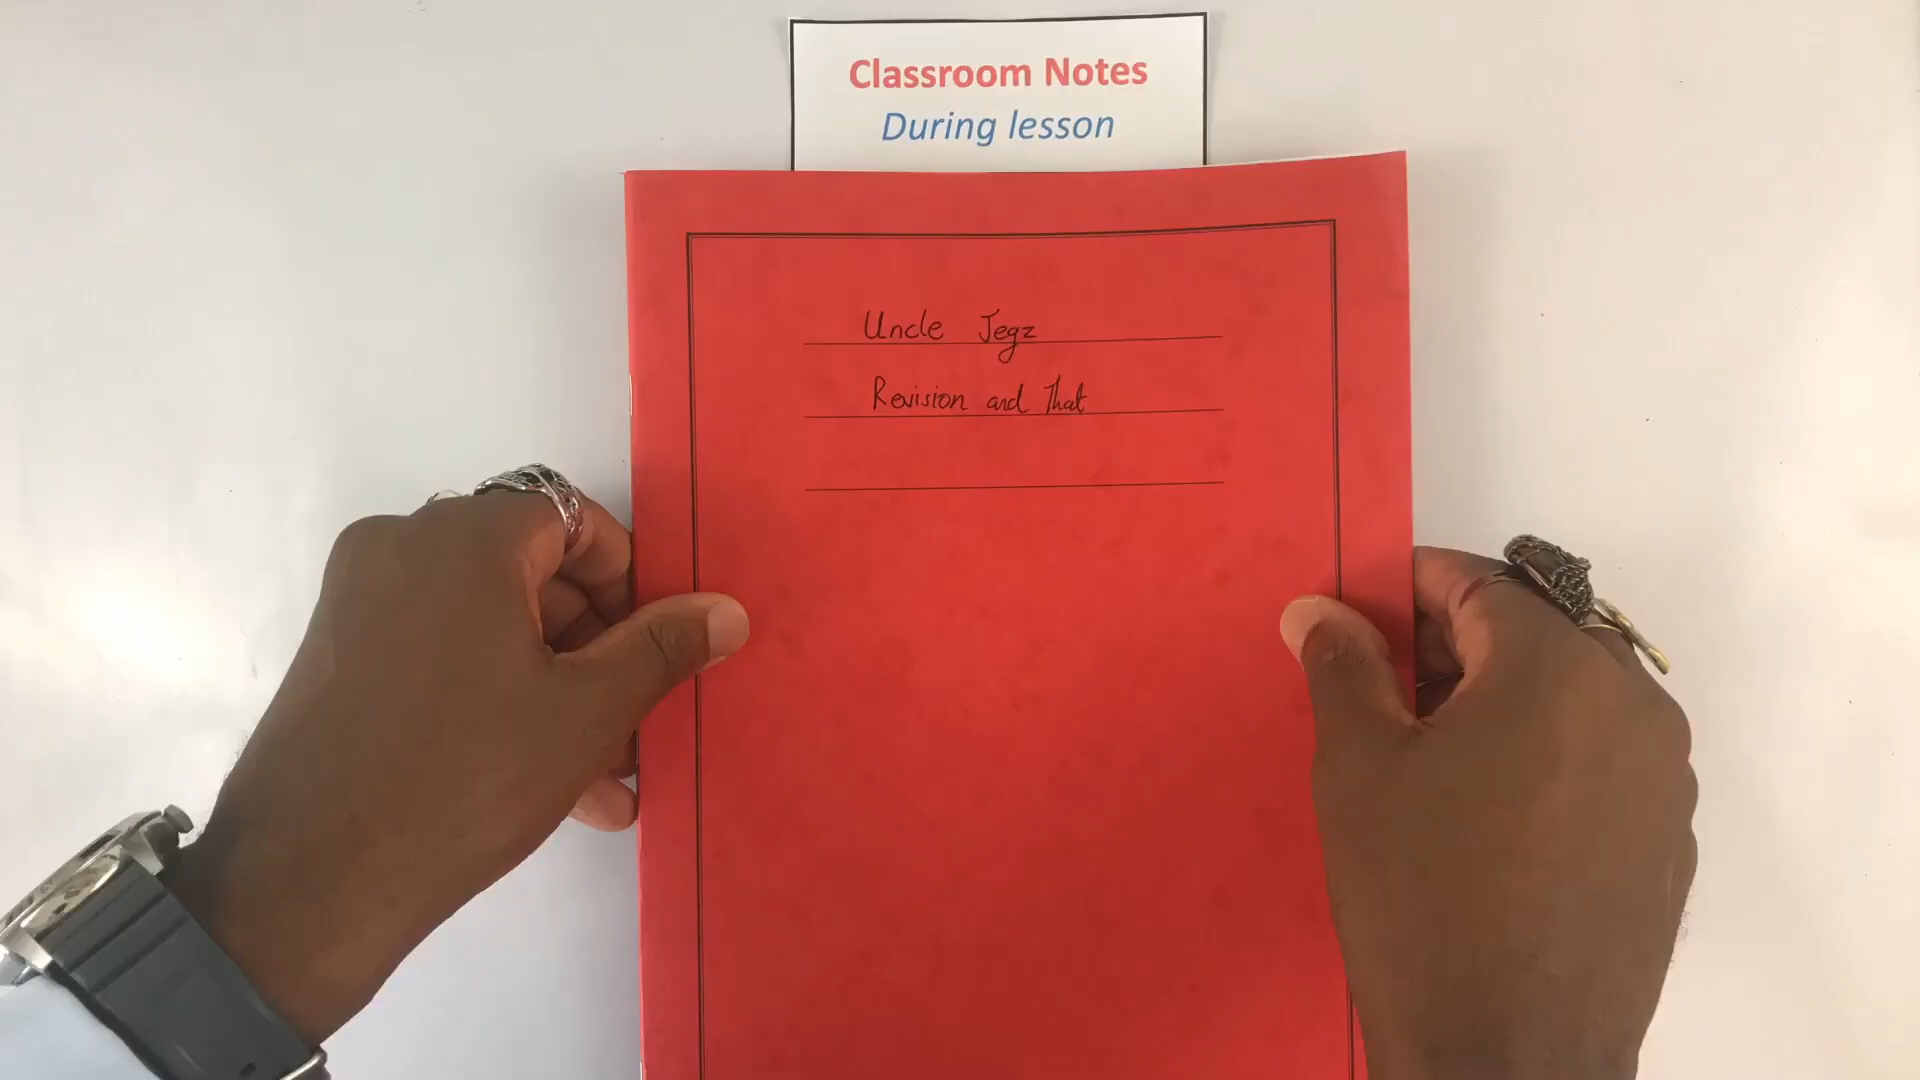 Classroom Notes
During lesson
Uncle Jegz
Revision and That